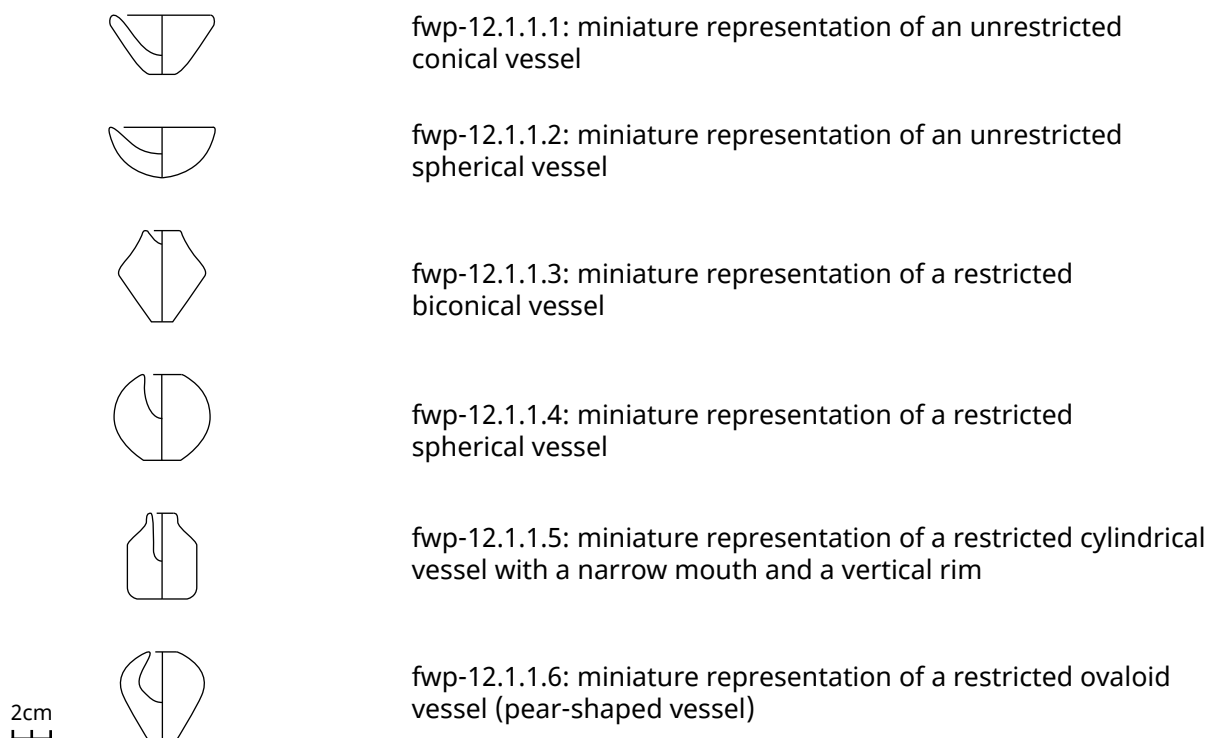 fwp-12.1.1.1: miniature representation of an unrestricted
conical vessel
fwp-12.1.1.2: miniature representation of an unrestricted
spherical vessel
fwp-12.1.1.3: miniature representation of a restricted
biconical vessel
fwp-12.1.1.4: miniature representation of a restricted
spherical vessel
fwp-12.1.1.5: miniature representation of a restricted cylindrical
vessel with a narrow mouth and a vertical rim
fwp-12.1.1.6: miniature representation of a restricted ovaloid
vessel (pear-shaped vessel)
2cm